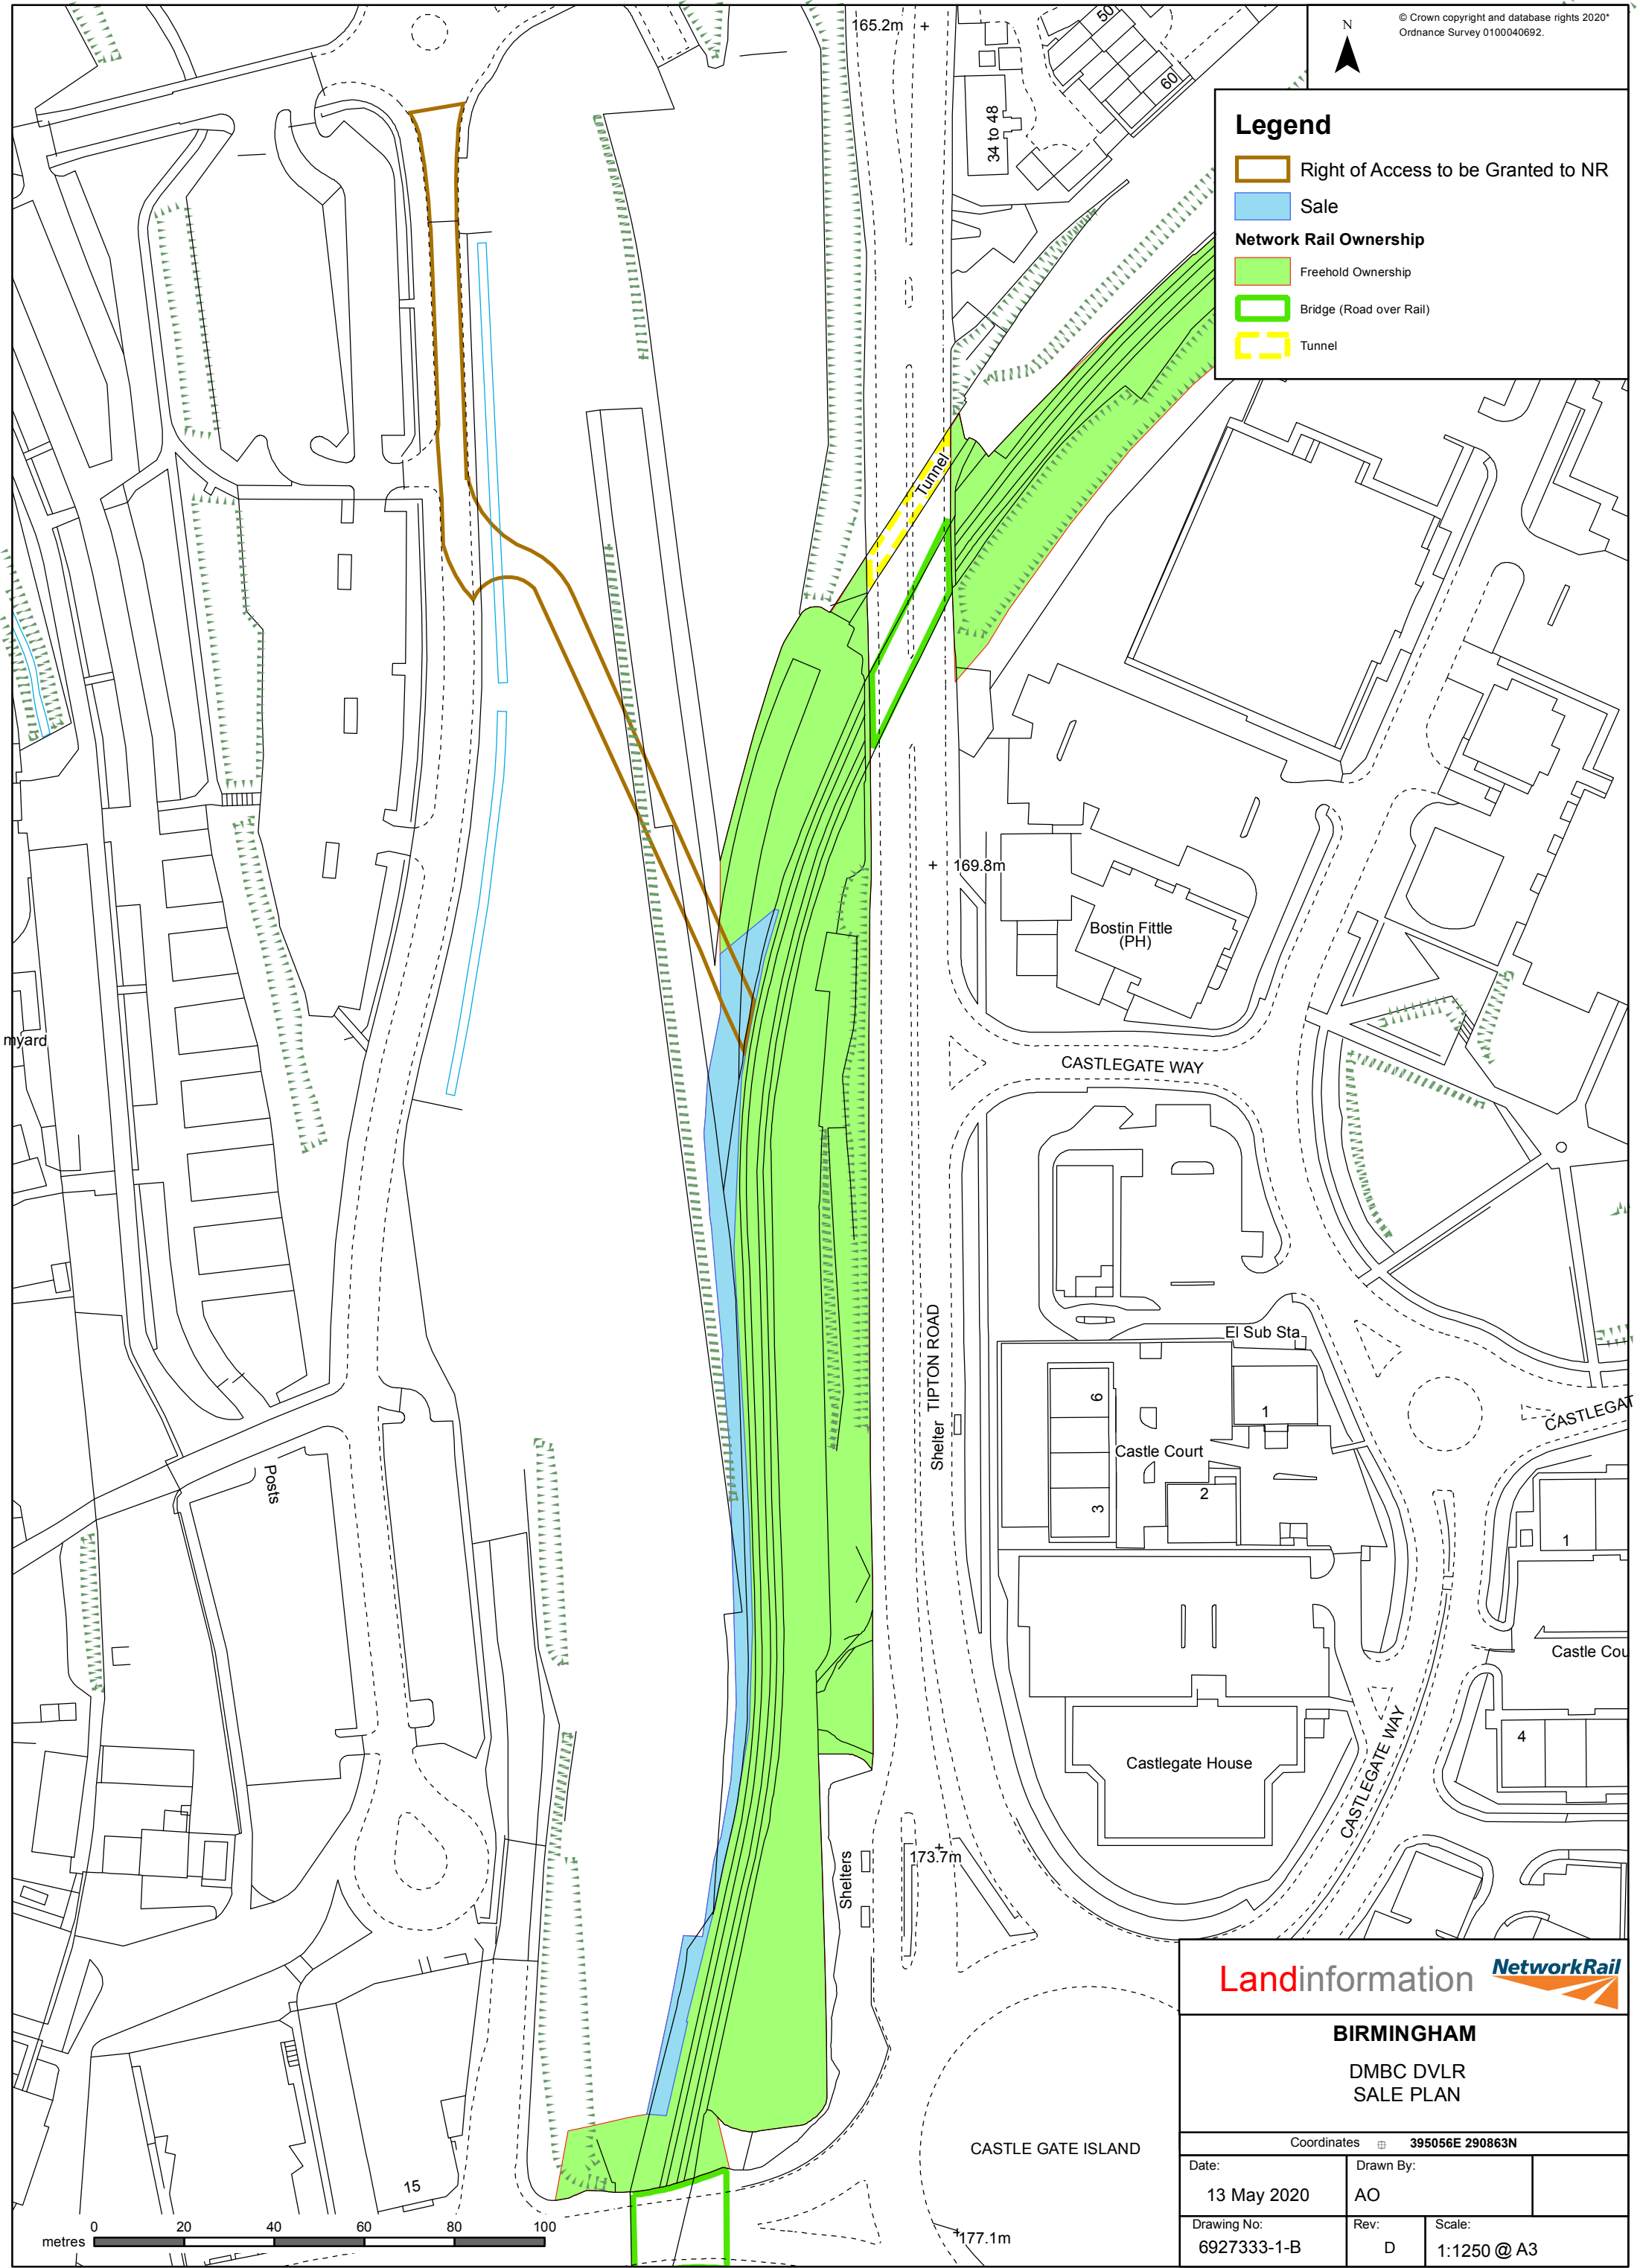 165.2m
50
60
34 to 48
N
© Crown copyright and database rights 2020*
Ordnance Survey 0100040692.
Legend
Right of Access to be Granted to NR
Sale
Network Rail Ownership
Freehold Ownership
Bridge (Road over Rail)
Tunnel
Tunnel
169.8m
Bostin Fittle
(PH)
myard
CASTLEGATE WAY
El Sub Sta
TIPTON ROAD
Shelter
6
1
Castle Court
3
2
CASTLEGAT
Posts
1
Castle Cou
4
Castlegate House
CASTLEGATE WAY
173.7m
Shelters
CASTLE GATE ISLAND
15
177.1m
metres
0 20 40 60 80 100
Landinformation
NetworkRail
BIRMINGHAM
DMBC DVLR
SALE PLAN
Coordinates 395056E 290863N
Date:
13 May 2020
Drawn By:
AO
Drawing No:
6927333-1-B
Rev:
D
Scale:
1:1250 @ A3